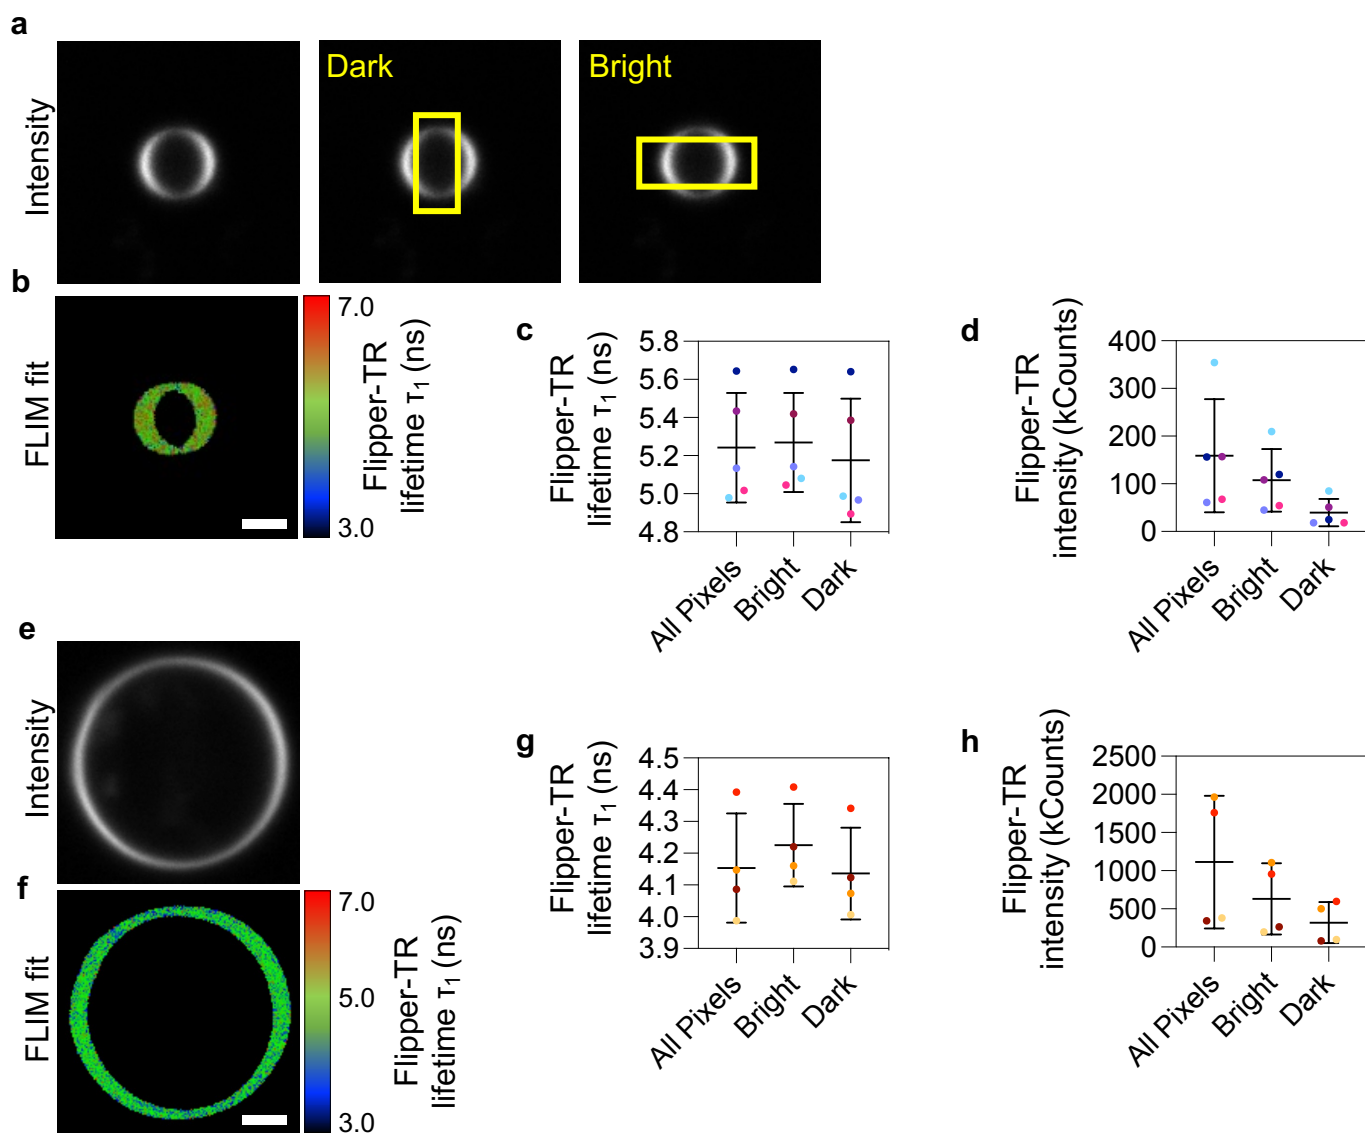 a
Intensity
Dark
Bright
b
FLIM fit
7.0
3.0
Flipper-TR
lifetime τ₁ (ns)
c
Flipper-TR
lifetime τ₁ (ns)
5.8
5.6
5.4
5.2
5.0
4.8
All Pixels
Bright
Dark
d
Flipper-TR
intensity (kCounts)
400
300
200
100
0
All Pixels
Bright
Dark
e
Intensity
f
FLIM fit
7.0
5.0
3.0
Flipper-TR
lifetime τ₁ (ns)
g
Flipper-TR
lifetime τ₁ (ns)
4.5
4.4
4.3
4.2
4.1
4.0
3.9
All Pixels
Bright
Dark
h
Flipper-TR
intensity (kCounts)
2500
2000
1500
1000
500
0
All Pixels
Bright
Dark